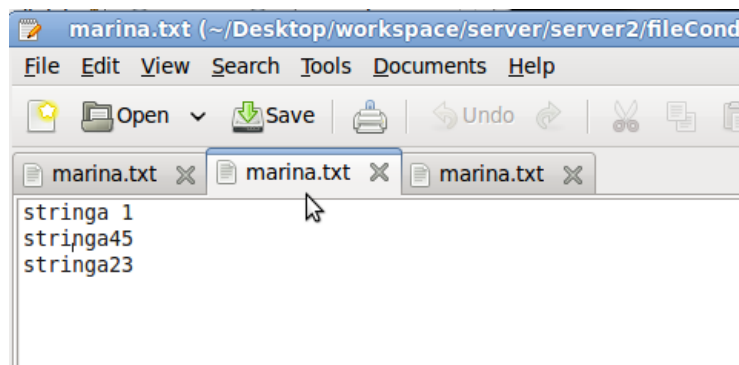 marina.txt (~/Desktop/workspace/server/server2/fileCond
File Edit View Search Tools Documents Help
Open Save Undo
marina.txt marina.txt marina.txt
stringa 1
stringa45
stringa23